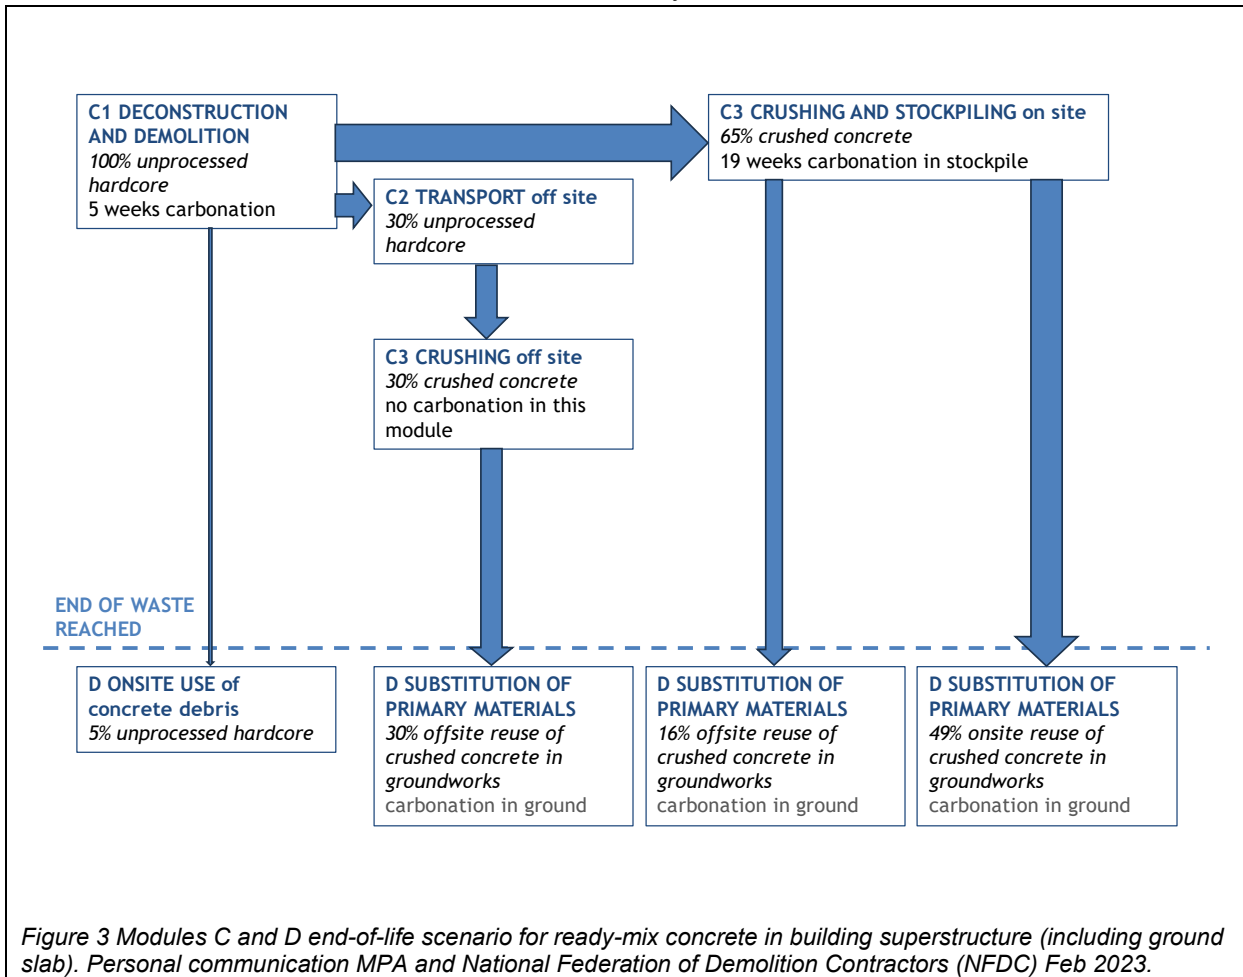 C1 DECONSTRUCTION
AND DEMOLITION
100% unprocessed
hardcore
5 weeks carbonation
C3 CRUSHING AND STOCKPILING on site
65% crushed concrete
19 weeks carbonation in stockpile
C2 TRANSPORT off site
30% unprocessed
hardcore
C3 CRUSHING off site
30% crushed concrete
no carbonation in this
module
END OF WASTE
REACHED
D ONSITE USE of
concrete debris
5% unprocessed hardcore
D SUBSTITUTION OF
PRIMARY MATERIALS
30% offsite reuse of
crushed concrete in
groundworks
carbonation in ground
D SUBSTITUTION OF
PRIMARY MATERIALS
16% offsite reuse of
crushed concrete in
groundworks
carbonation in ground
D SUBSTITUTION OF
PRIMARY MATERIALS
49% onsite reuse of
crushed concrete in
groundworks
carbonation in ground
Figure 3 Modules C and D end-of-life scenario for ready-mix concrete in building superstructure (including ground
slab). Personal communication MPA and National Federation of Demolition Contractors (NFDC) Feb 2023.